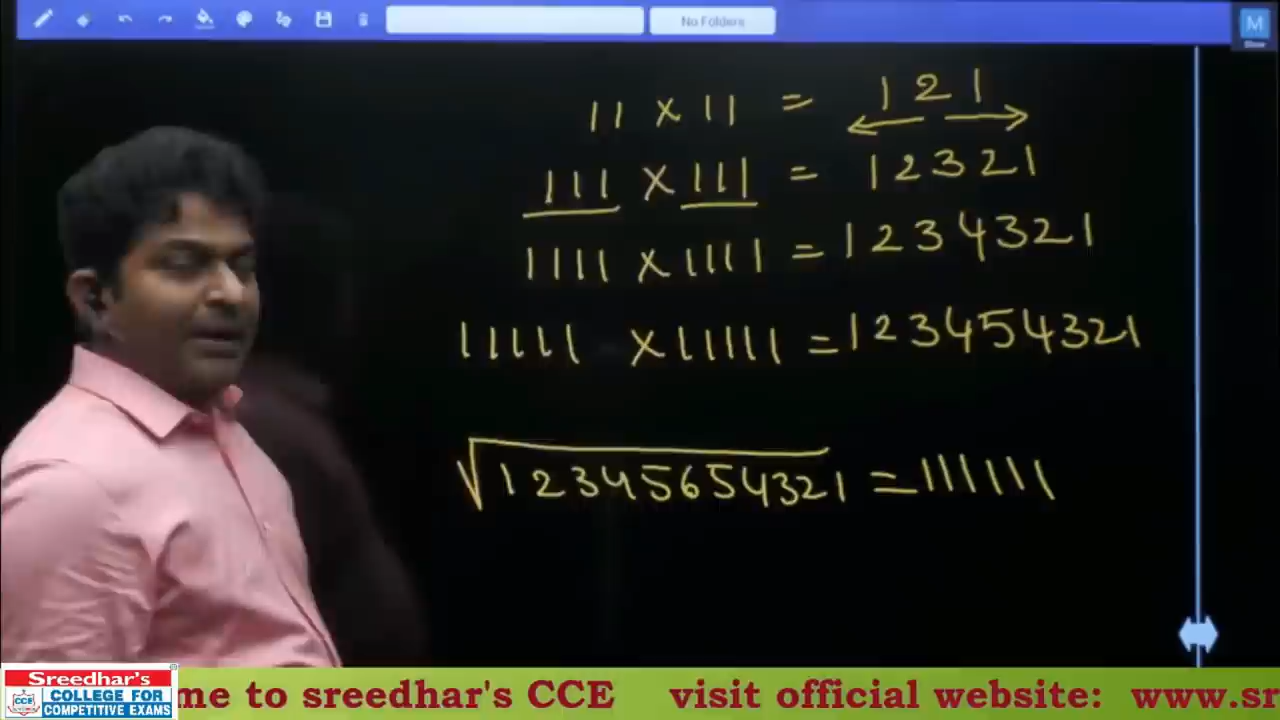 No Folders
M
11 × 11 = 121
111 × 111 = 12321
1111 × 1111 = 1234321
11111 × 11111 = 123454321
√12345654321 = 111111
Sreedhar's
CCE
COLLEGE FOR
COMPETITIVE EXAMS
me to sreedhar's CCE visit official website: www.sr